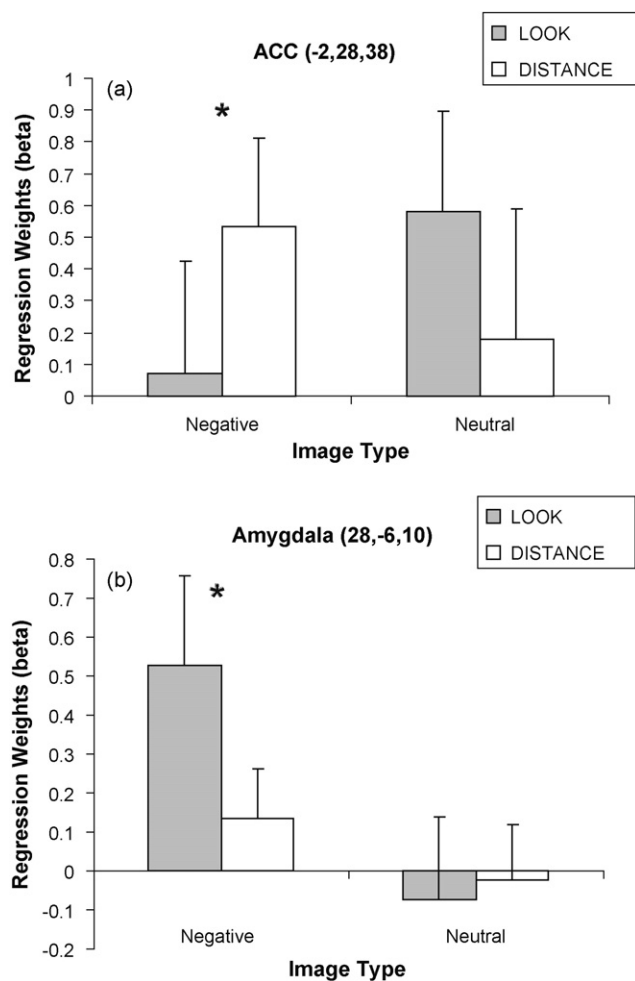 LOOK
DISTANCE
ACC (-2,28,38)
(a)
*
Regression Weights (beta)
1
0.9
0.8
0.7
0.6
0.5
0.4
0.3
0.2
0.1
0
Negative Neutral
Image Type
LOOK
DISTANCE
Amygdala (28,-6,10)
(b)
*
Regression Weights (beta)
0.8
0.7
0.6
0.5
0.4
0.3
0.2
0.1
0
-0.1
-0.2
Negative Neutral
Image Type